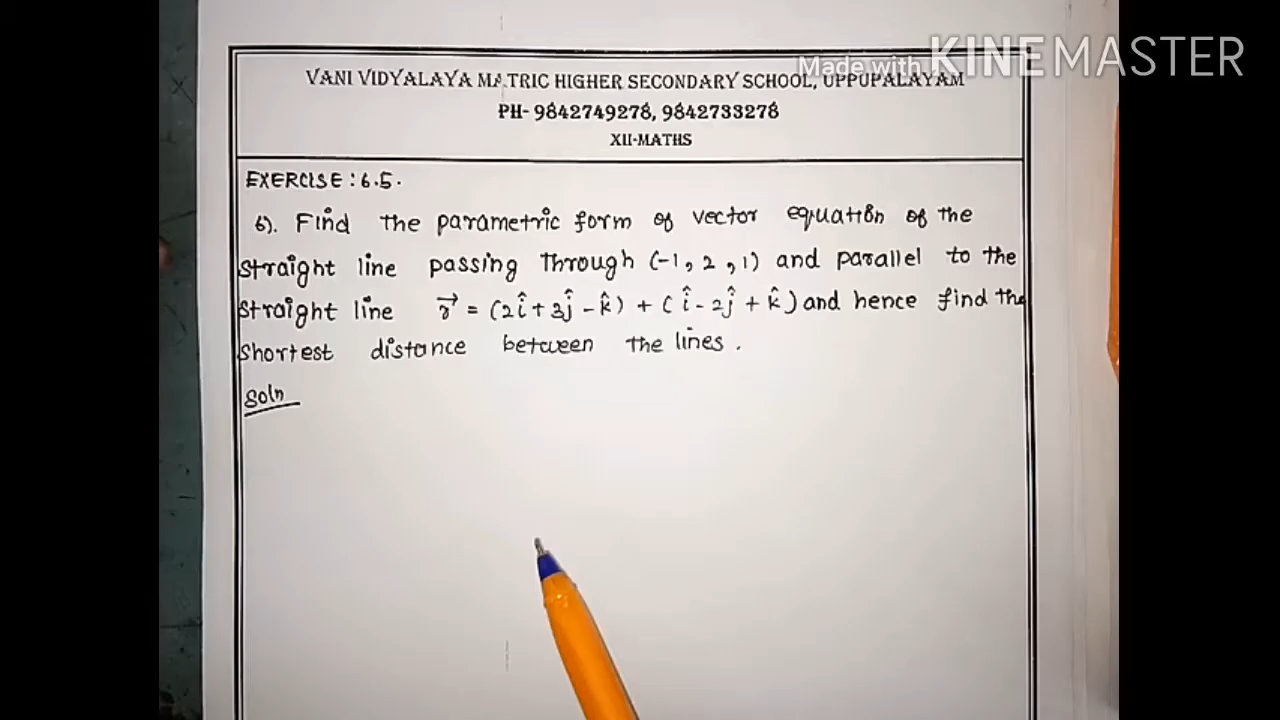 Made with KINEMASTER
VANI VIDYALAYA MATRIC HIGHER SECONDARY SCHOOL, UPPUPALAYAM
PH- 9842749278, 9842733278
XII-MATHS
EXERCISE : 6.5.
6). Find the parametric form of vector equation of the
straight line passing through (-1, 2, 1) and parallel to the
straight line r⃗ = (2î + 3ĵ - k̂) + (î - 2ĵ + k̂) and hence find the
shortest distance between the lines.
Soln